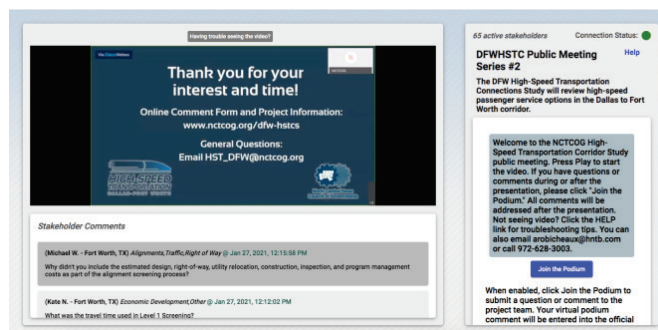 Having trouble seeing the video?
Thank you for your
interest and time!
Online Comment Form and Project Information:
www.nctcog.org/dfw-hstcs
General Questions:
Email HST_DFW@nctcog.org
HIGH-SPEED
TRANSPORTATION
DALLAS-FORT WORTH
Stakeholder Comments
(Michael W. - Fort Worth, TX) Alignments,Traffic,Right of Way @ Jan 27, 2021, 12:15:58 PM
Why didn't you include the estimated design, right-of-way, utility relocation, construction, inspection, and program management
costs as part of the alignment screening process?
(Kate N. - Fort Worth, TX) Economic Development,Other @ Jan 27, 2021, 12:12:02 PM
What was the travel time used in Level 1 Screening?
65 active stakeholders
Connection Status:
DFWHSTC Public Meeting
Series #2
Help
The DFW High-Speed Transportation
Connections Study will review high-speed
passenger service options in the Dallas to Fort
Worth corridor.
Welcome to the NCTCOG High-
Speed Transportation Corridor Study
public meeting. Press Play to start
the video. If you have questions or
comments during or after the
presentation, please click "Join the
Podium." All comments will be
addressed after the presentation.
Not seeing video? Click the HELP
link for troubleshooting tips. You can
also email arobicheaux@hntb.com
or call 972-628-3003.
Join the Podium
When enabled, click Join the Podium to
submit a question or comment to the
project team. Your virtual podium
comment will be entered into the official